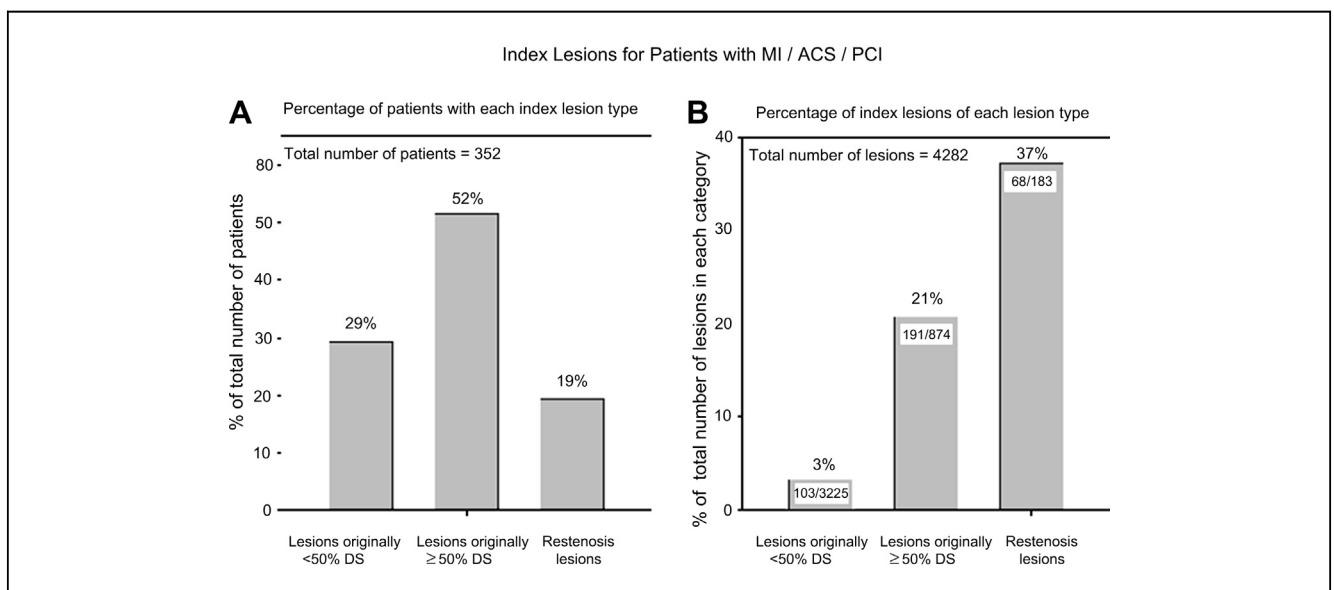 Index Lesions for Patients with MI / ACS / PCI
A
Percentage of patients with each index lesion type
Total number of patients = 352
% of total number of patients
80
50
40
30
20
10
0
29%
52%
19%
Lesions originally
<50% DS
Lesions originally
≥50% DS
Restenosis
lesions
B
Percentage of index lesions of each lesion type
Total number of lesions = 4282
% of total number of lesions in each category
40
30
20
10
0
3%
103/3225
21%
191/874
37%
68/183
Lesions originally
<50% DS
Lesions originally
≥50% DS
Restenosis
lesions